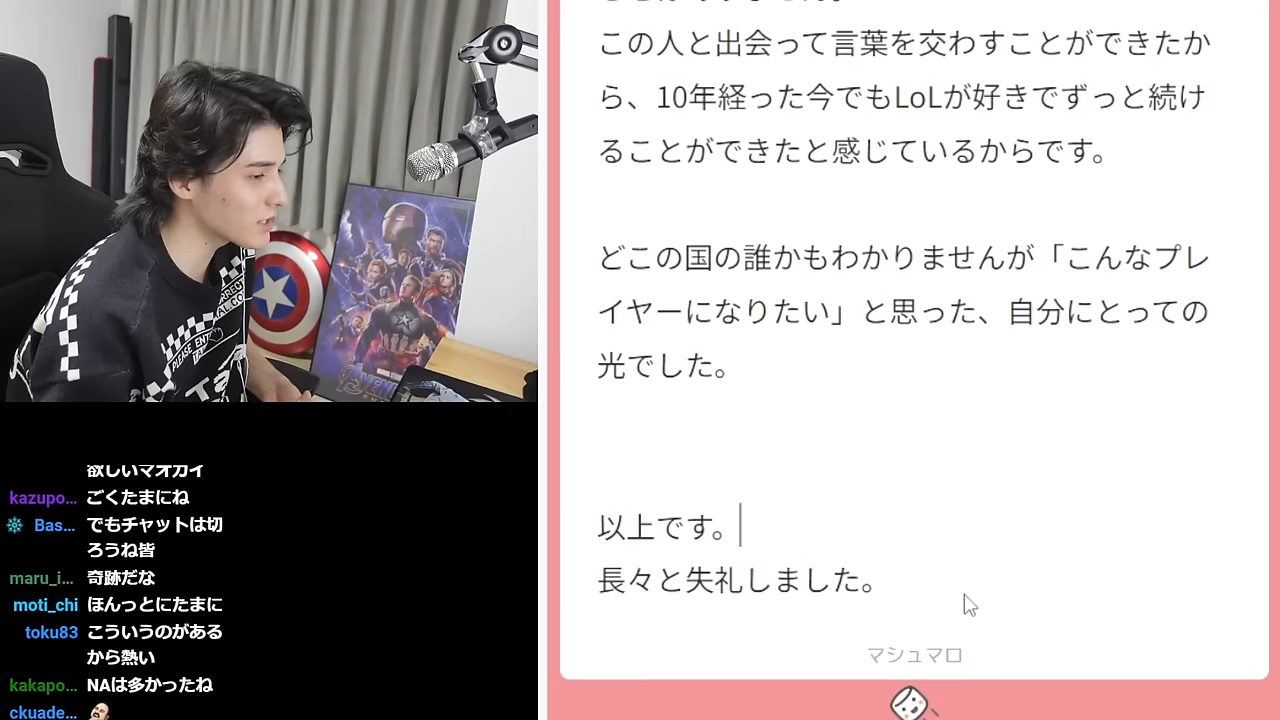 この人と出会って言葉を交わすことができたか
ら、10年経った今でもLoLが好きでずっと続け
ることができたと感じているからです。
どこの国の誰かもわかりませんが「こんなプレ
イヤーになりたい」と思った、自分にとっての
光でした。
以上です。
長々と失礼しました。
マシュマロ
欲しいマオカイ
kazupo… ごくたまにね
Bas… でもチャットは切
ろうね皆
maru_i… 奇跡だな
moti_chi ほんっとにたまに
toku83 こういうのがある
から熱い
kakapo… NAは多かったね
ckuade…
PLEASE ENT